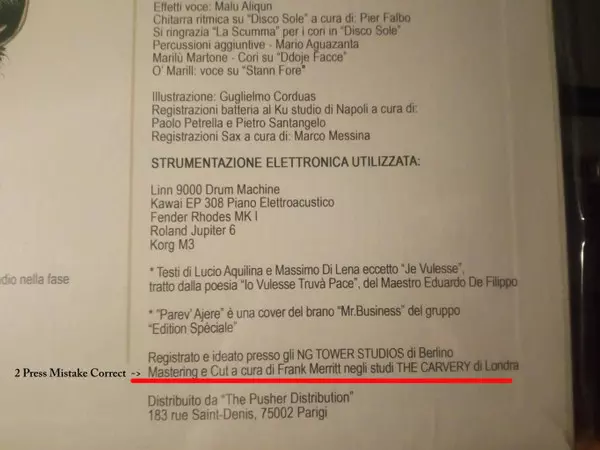 Effetti voce: Malu Aliqun
Chitarra ritmica su “Disco Sole” a cura di: Pier Falbo
Si ringrazia “La Scumma” per i cori in “Disco Sole”
Percussioni aggiuntive - Mario Aguazanta
Marilù Martone - Cori su “Ddoje Facce”
O' Marill: voce su “Stann Fore”
Illustrazione: Guglielmo Corduas
Registrazioni batteria al Ku studio di Napoli a cura di:
Paolo Petrella e Pietro Santangelo
Registrazioni Sax a cura di: Marco Messina
STRUMENTAZIONE ELETTRONICA UTILIZZATA:
Linn 9000 Drum Machine
Kawai EP 308 Piano Elettroacustico
Fender Rhodes MK I
Roland Jupiter 6
Korg M3
dio nella fase
* Testi di Lucio Aquilina e Massimo Di Lena eccetto “Je Vulesse”,
tratto dalla poesia “Io Vulesse Truvà Pace”, del Maestro Eduardo De Filippo
* “Parev'Ajere” è una cover del brano “Mr.Business” del gruppo
“Edition Spéciale”
Registrato e ideato presso gli NG TOWER STUDIOS di Berlino
2 Press Mistake Correct -> Mastering e Cut a cura di Frank Merritt negli studi THE CARVERY di Londra
Distribuito da “The Pusher Distribution”
183 rue Saint-Denis, 75002 Parigi